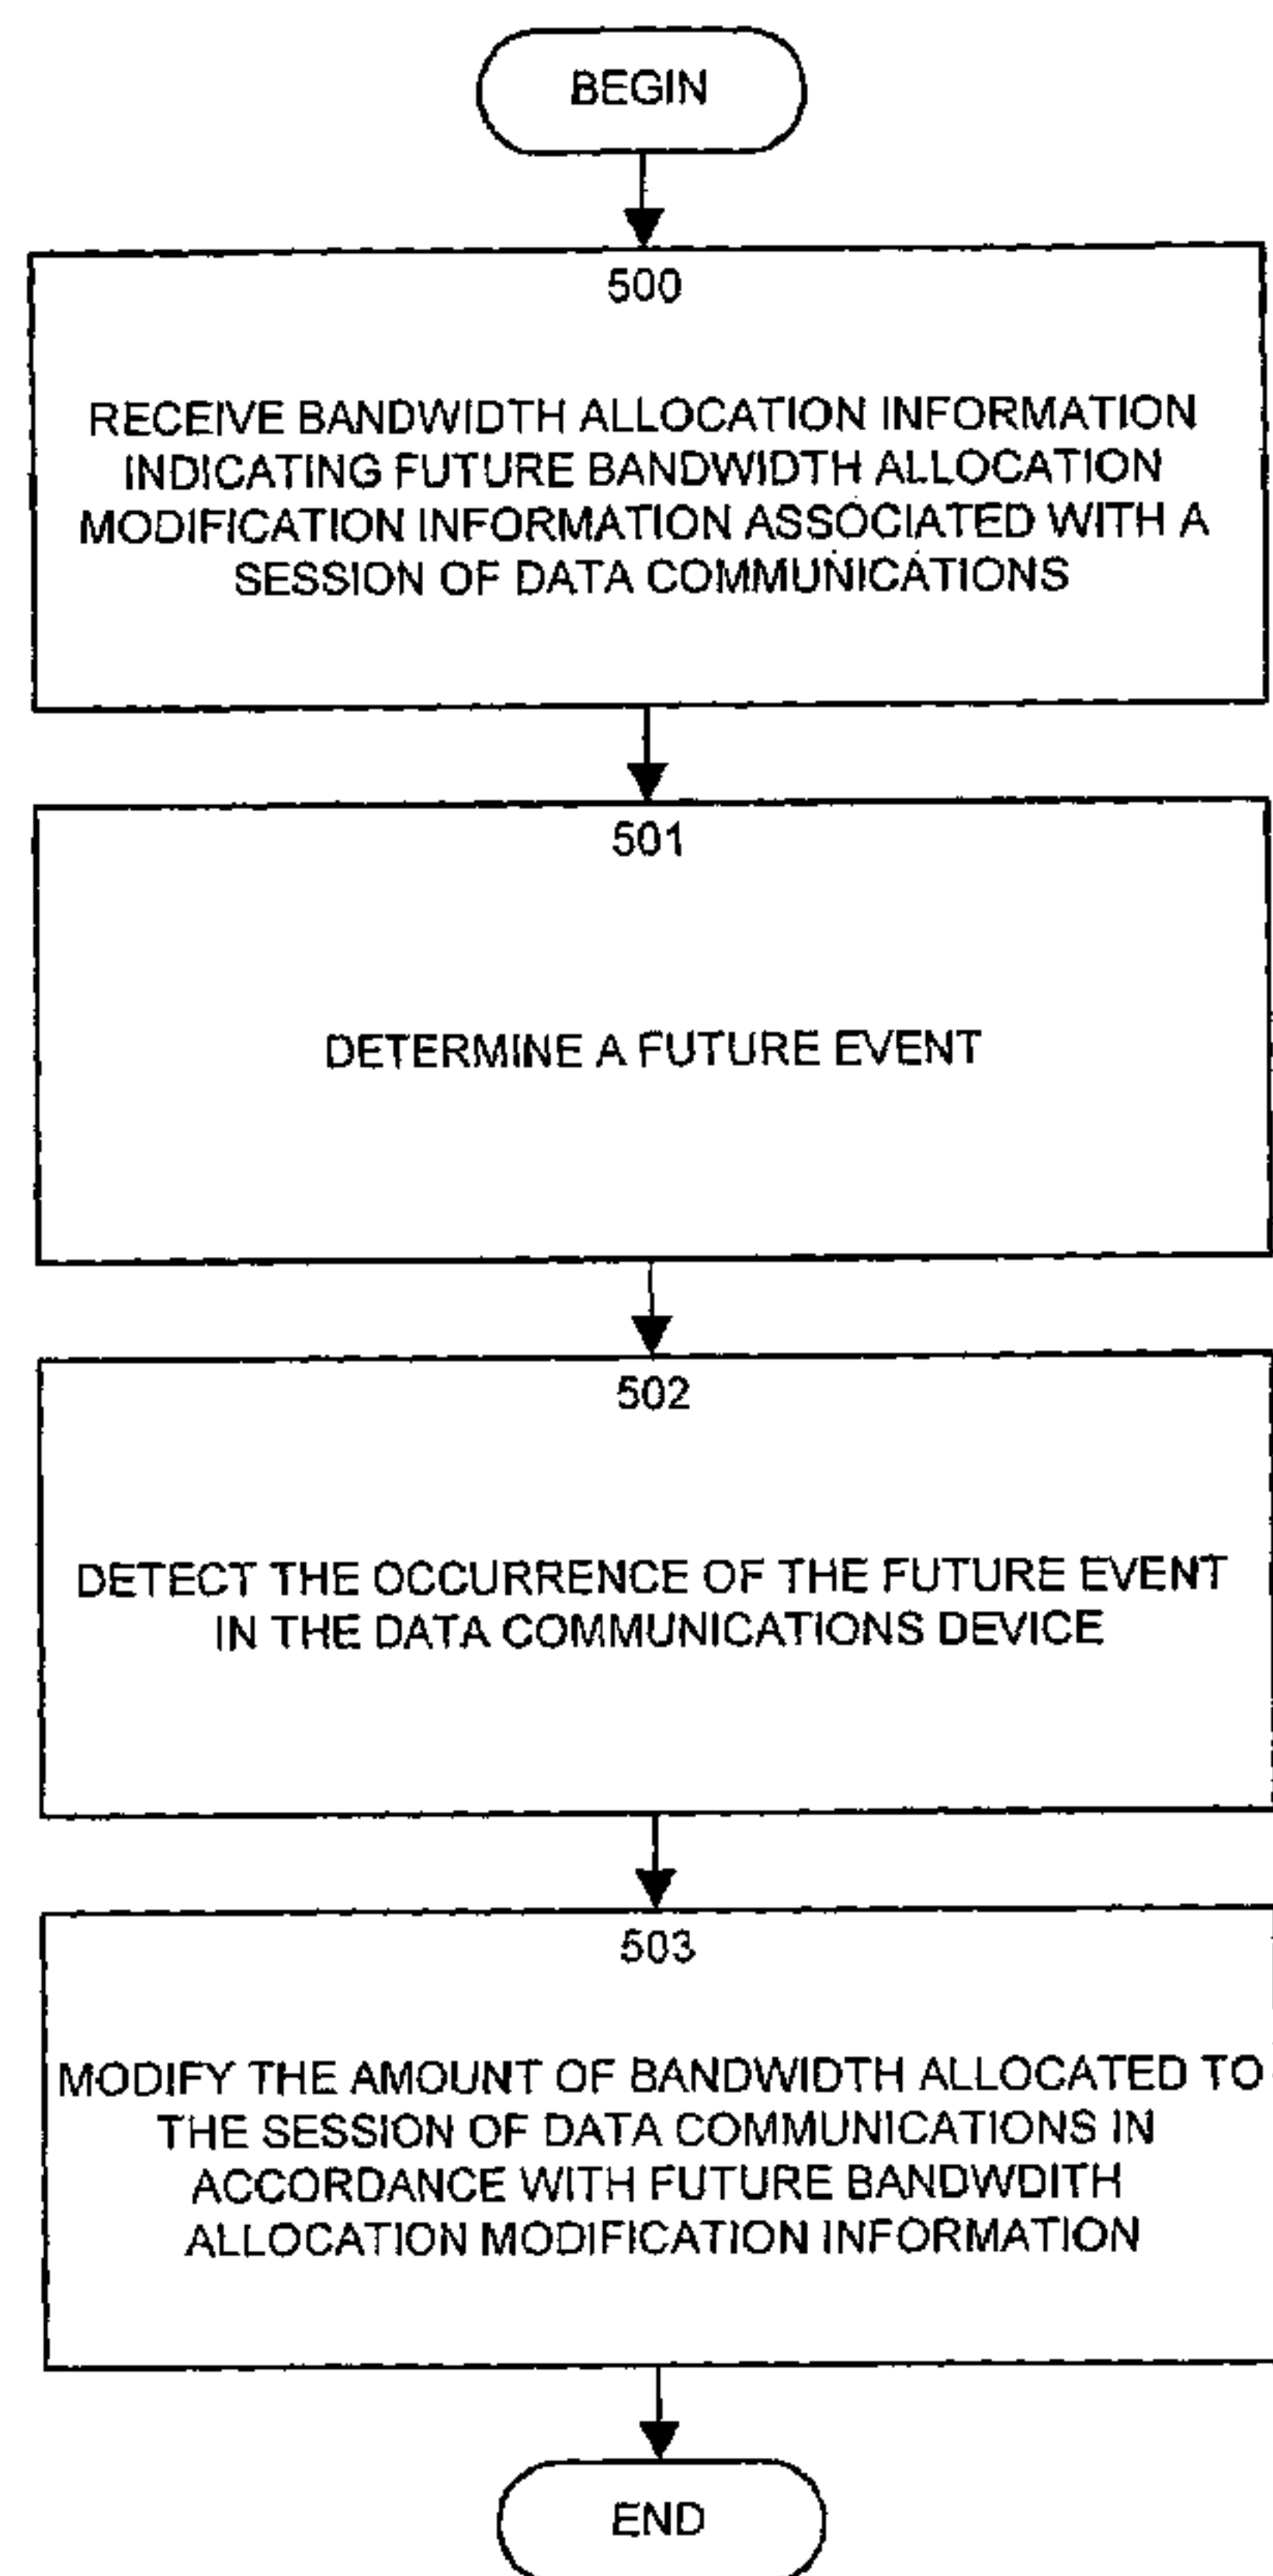 BEGIN
500
RECEIVE BANDWIDTH ALLOCATION INFORMATION
INDICATING FUTURE BANDWIDTH ALLOCATION
MODIFICATION INFORMATION ASSOCIATED WITH A
SESSION OF DATA COMMUNICATIONS
501
DETERMINE A FUTURE EVENT
502
DETECT THE OCCURRENCE OF THE FUTURE EVENT
IN THE DATA COMMUNICATIONS DEVICE
503
MODIFY THE AMOUNT OF BANDWIDTH ALLOCATED TO
THE SESSION OF DATA COMMUNICATIONS IN
ACCORDANCE WITH FUTURE BANDWDITH
ALLOCATION MODIFICATION INFORMATION
END